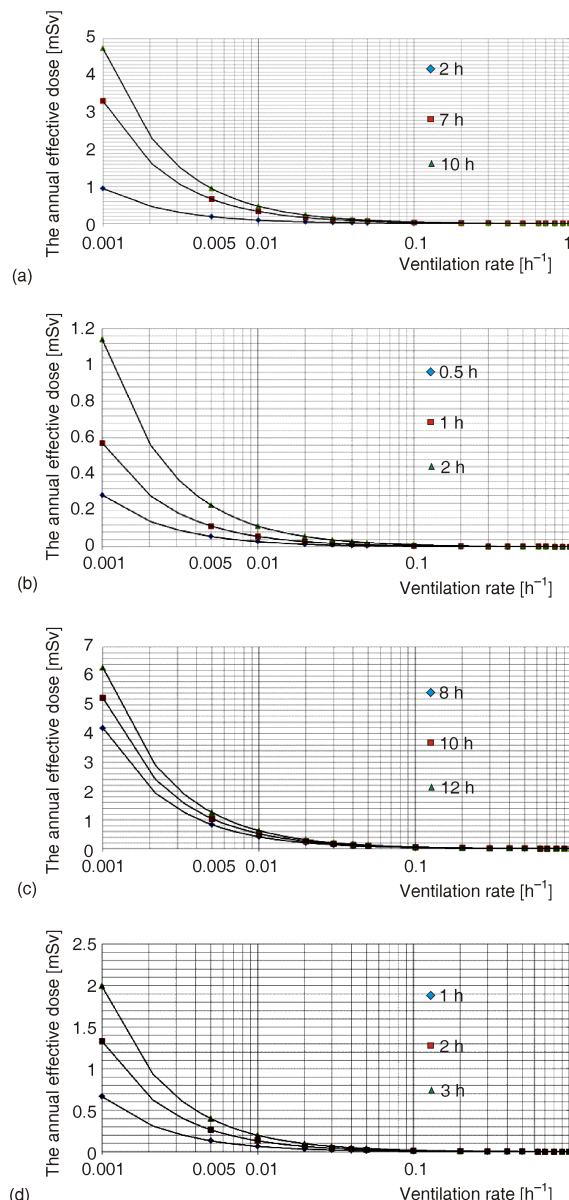 The annual effective dose [mSv]
5
4
3
2
1
0
2 h
7 h
10 h
0.001 0.005 0.01 0.1 1
Ventilation rate [h⁻¹]
(a)
The annual effective dose [mSv]
1.2
1
0.8
0.6
0.4
0.2
0
0.5 h
1 h
2 h
0.001 0.005 0.01 0.1
Ventilation rate [h⁻¹]
(b)
The annual effective dose [mSv]
7
6
5
4
3
2
1
0
8 h
10 h
12 h
0.001 0.005 0.01 0.1
Ventilation rate [h⁻¹]
(c)
The annual effective dose [mSv]
2.5
2
1.5
1
0.5
0
1 h
2 h
3 h
0.001 0.005 0.01 0.1
Ventilation rate [h⁻¹]
(d)